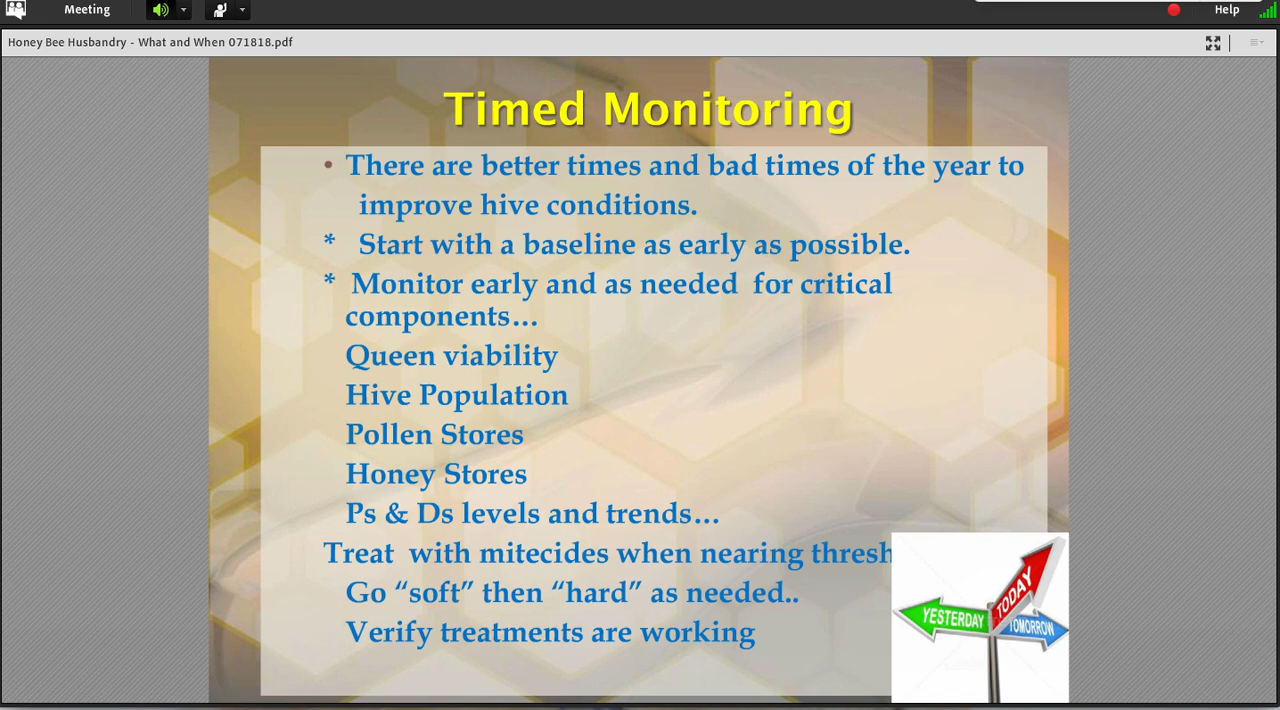 Meeting
Help
Honey Bee Husbandry - What and When 071818.pdf
Timed Monitoring
• There are better times and bad times of the year to
improve hive conditions.
* Start with a baseline as early as possible.
* Monitor early and as needed for critical
components…
Queen viability
Hive Population
Pollen Stores
Honey Stores
Ps & Ds levels and trends…
Treat with mitecides when nearing thresh
Go “soft” then “hard” as needed..
Verify treatments are working
TODAY
YESTERDAY
TOMORROW